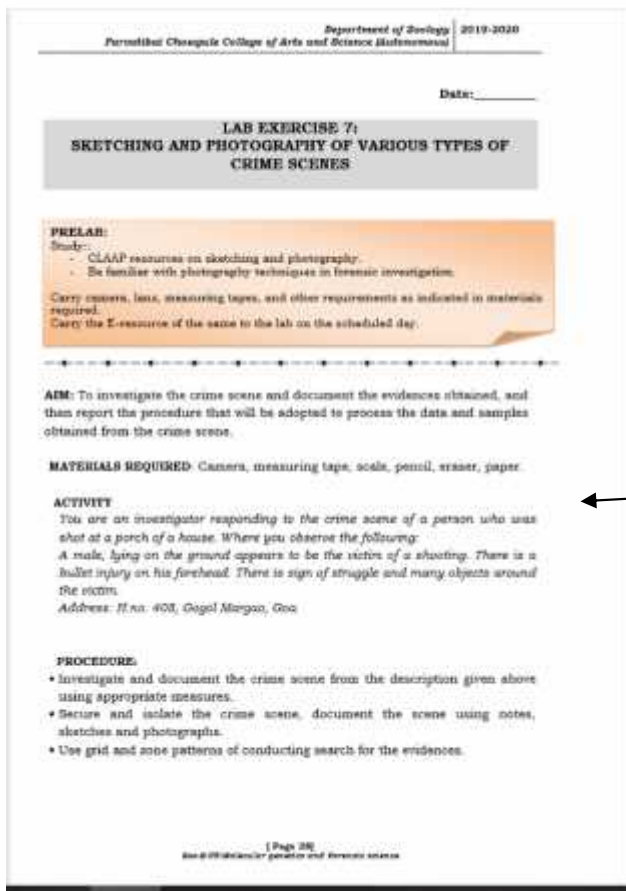 Department of Zoology 2019-2020
Parvatibai Chowgule College of Arts and Science (Autonomous)
Date:________
LAB EXERCISE 7:
SKETCHING AND PHOTOGRAPHY OF VARIOUS TYPES OF
CRIME SCENES
PRELAB:
Study:
- CLAAP resources on sketching and photography.
- Be familiar with photography techniques in forensic investigation.
Carry camera, lens, measuring tapes, and other requirements as indicated in materials
required.
Carry the E-resource of the same to the lab on the scheduled day.
AIM: To investigate the crime scene and document the evidences obtained, and
then report the procedure that will be adopted to process the data and samples
obtained from the crime scene.
MATERIALS REQUIRED: Camera, measuring tape, scale, pencil, eraser, paper.
ACTIVITY
You are an investigator responding to the crime scene of a person who was
shot at a porch of a house. Where you observe the following:
A male, lying on the ground appears to be the victim of a shooting. There is a
bullet injury on his forehead. There is sign of struggle and many objects around
the victim.
Address: H.no. 408, Gogol Margao, Goa
PROCEDURE:
• Investigate and document the crime scene from the description given above
using appropriate measures.
• Secure and isolate the crime scene, document the scene using notes,
sketches and photographs.
• Use grid and zone patterns of conducting search for the evidences.
[ Page
genetics and forensic science